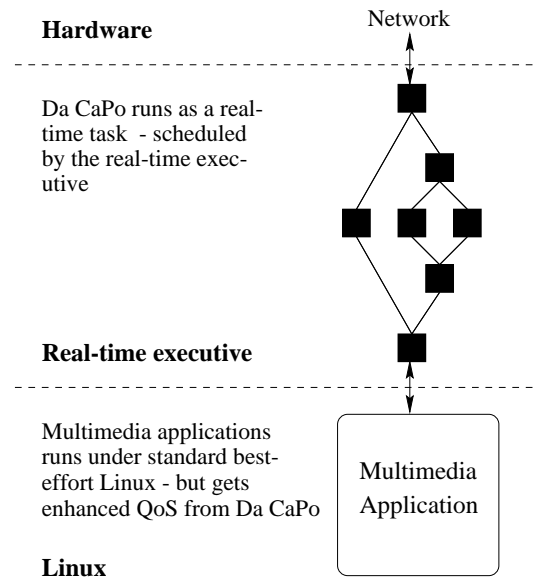 Hardware
Network
Da CaPo runs as a real-
time task - scheduled
by the real-time exec-
utive
Real-time executive
Multimedia applications
runs under standard best-
effort Linux - but gets
enhanced QoS from Da CaPo
Multimedia
Application
Linux